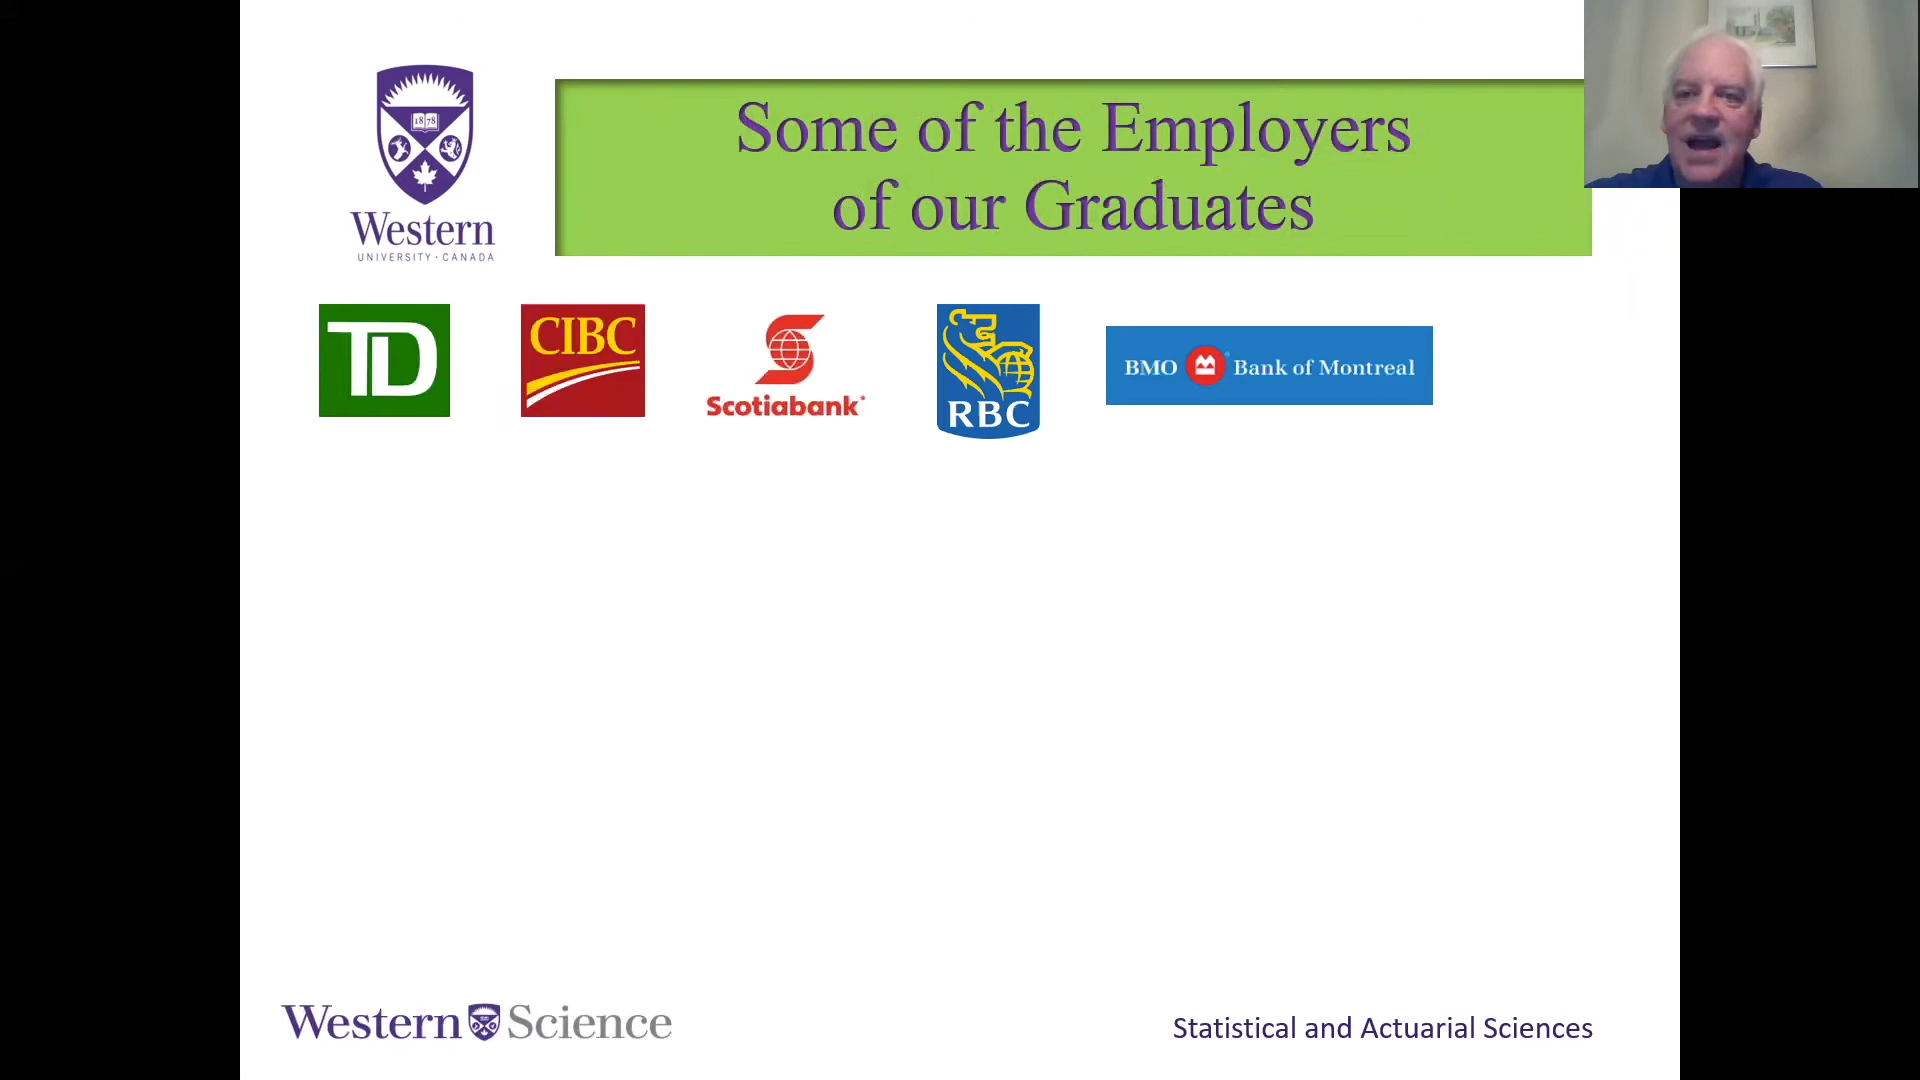 1878
Western
UNIVERSITY · CANADA
Some of the Employers
of our Graduates
TD
CIBC
Scotiabank
RBC
BMO Bank of Montreal
Western Science
Statistical and Actuarial Sciences